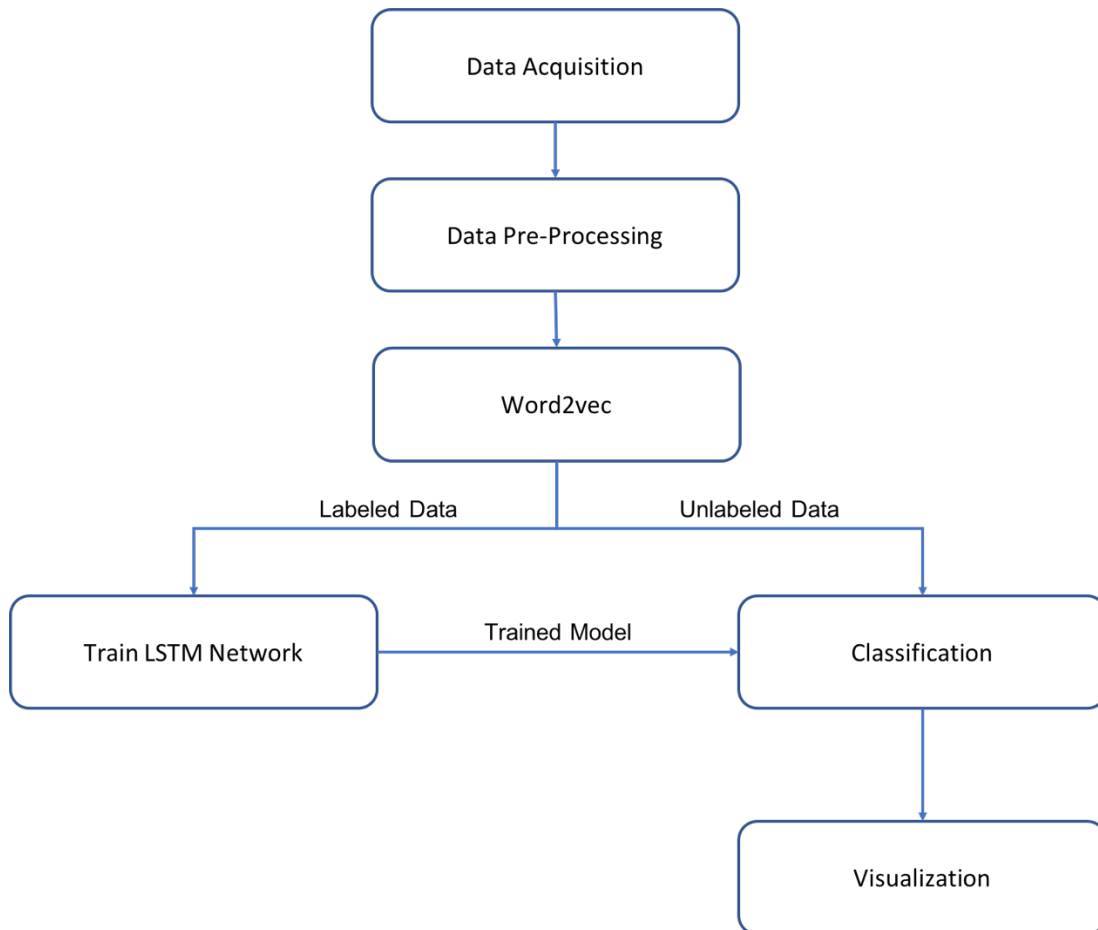 Data Acquisition
Data Pre-Processing
Word2vec
Labeled Data
Unlabeled Data
Train LSTM Network
Trained Model
Classification
Visualization